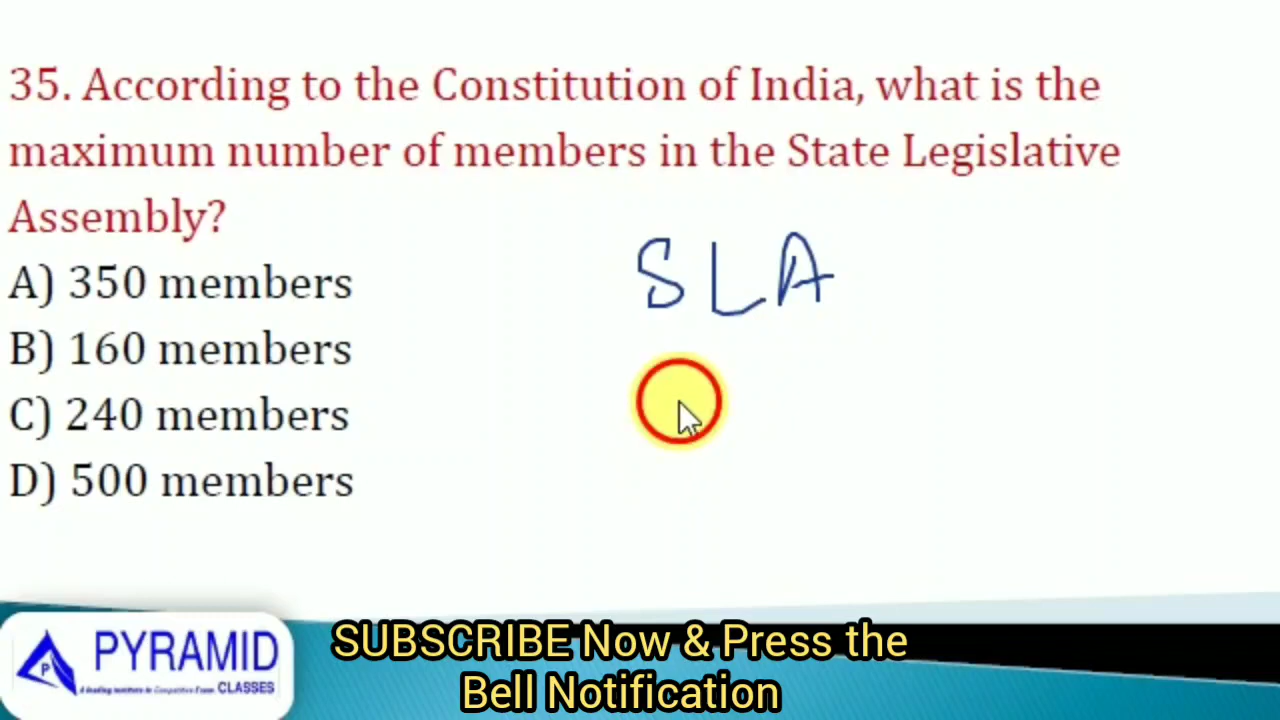 35. According to the Constitution of India, what is the
maximum number of members in the State Legislative
Assembly?
SLA
A) 350 members
B) 160 members
C) 240 members
D) 500 members
PYRAMID
A leading institute in Competitive Exam CLASSES
SUBSCRIBE Now & Press the
Bell Notification